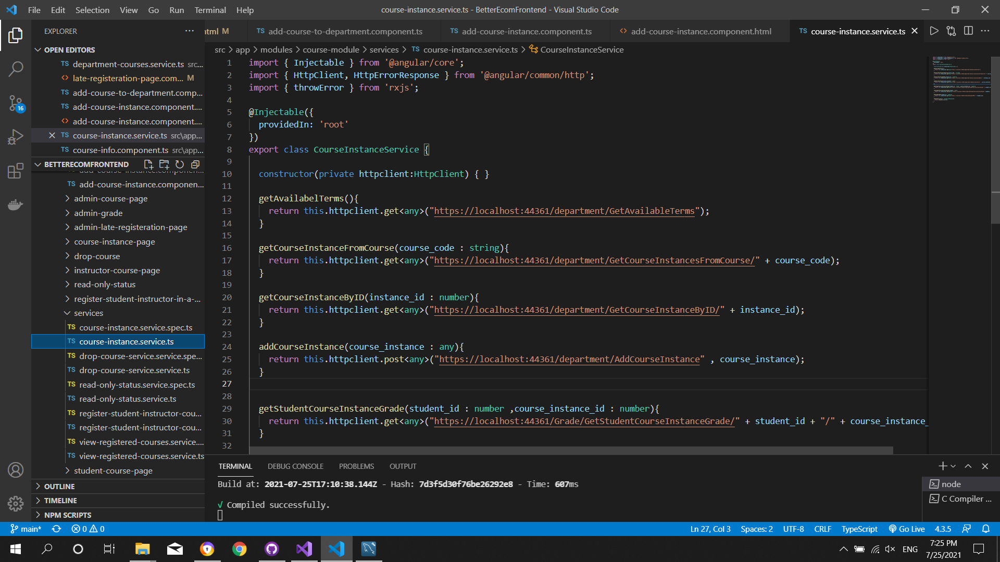 File Edit Selection View Go Run Terminal Help
course-instance.service.ts - BetterEcomFrontend - Visual Studio Code
EXPLORER
OPEN EDITORS
TS department-courses.service.ts src...
<> late-registeration-page.com... M
TS add-course-to-department.comp...
TS add-course-instance.component....
<> add-course-instance.component....
TS course-instance.service.ts src\app...
TS course-info.component.ts src\app...
BETTERECOMFRONTEND
TS add-course-instance.componen...
admin-course-page
admin-grade
admin-late-registeration-page
course-instance-page
drop-course
instructor-course-page
read-only-status
register-student-instructor-in-a-...
services
TS course-instance.service.spec.ts
TS course-instance.service.ts
TS drop-course-service.service.spe...
TS drop-course-service.service.ts
TS read-only-status.service.spec.ts
TS read-only-status.service.ts
TS register-student-instructor-cou...
TS register-student-instructor-cou...
TS view-registered-courses.service....
TS view-registered-courses.service.ts
student-course-page
OUTLINE
TIMELINE
NPM SCRIPTS
16
html M
TS add-course-to-department.component.ts
TS add-course-instance.component.ts
<> add-course-instance.component.html
TS course-instance.service.ts
src > app > modules > course-module > services > TS course-instance.service.ts > CourseInstanceService
1 import { Injectable } from '@angular/core';
2 import { HttpClient, HttpErrorResponse } from '@angular/common/http';
3 import { throwError } from 'rxjs';
4
5 @Injectable({
6 providedIn: 'root'
7 })
8 export class CourseInstanceService {
9
10 constructor(private httpclient:HttpClient) { }
11
12 getAvailabelTerms(){
13 return this.httpclient.get<any>("https://localhost:44361/department/GetAvailableTerms");
14 }
15
16 getCourseInstanceFromCourse(course_code : string){
17 return this.httpclient.get<any>("https://localhost:44361/department/GetCourseInstancesFromCourse/" + course_code);
18 }
19
20 getCourseInstanceByID(instance_id : number){
21 return this.httpclient.get<any>("https://localhost:44361/department/GetCourseInstanceByID/" + instance_id);
22 }
23
24 addCourseInstance(course_instance : any){
25 return this.httpclient.post<any>("https://localhost:44361/department/AddCourseInstance" , course_instance);
26 }
27
28
29 getStudentCourseInstanceGrade(student_id : number ,course_instance_id : number){
30 return this.httpclient.get<any>("https://localhost:44361/Grade/GetStudentCourseInstanceGrade/" + student_id + "/" + course_instance_
31 }
32
TERMINAL DEBUG CONSOLE PROBLEMS OUTPUT
Build at: 2021-07-25T17:10:38.144Z - Hash: 7d3f5d30f76be26292e8 - Time: 607ms
√ Compiled successfully.
node
C Compiler ...
main* 0 0
Ln 27, Col 3 Spaces: 2 UTF-8 CRLF TypeScript Go Live 4.3.5
ENG
7:25 PM
7/25/2021